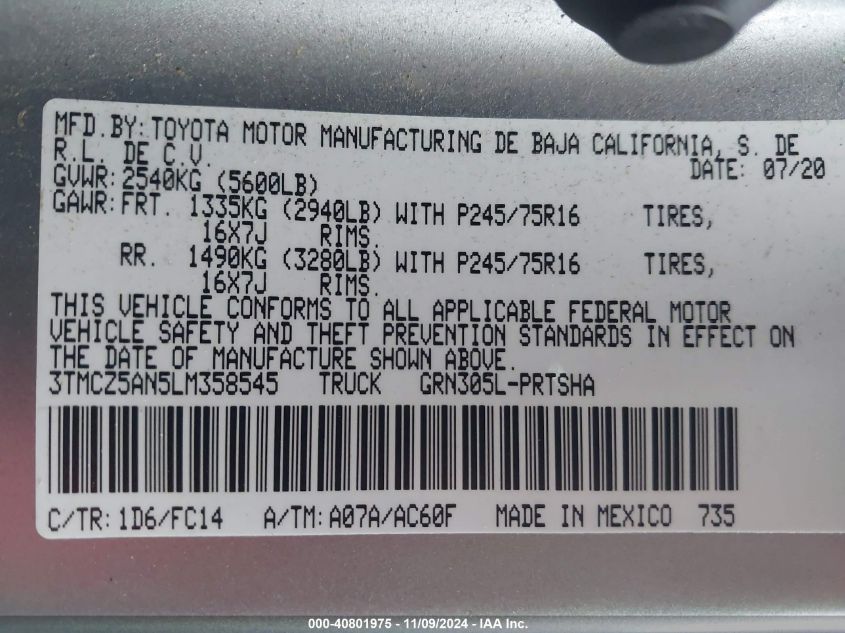 MFD.BY:TOYOTA MOTOR MANUFACTURING DE BAJA CALIFORNIA, S. DE
R.L. DE C.V. DATE: 07/20
GVWR:2540KG (5600LB)
GAWR:FRT. 1335KG (2940LB) WITH P245/75R16 TIRES,
16X7J RIMS.
RR. 1490KG (3280LB) WITH P245/75R16 TIRES,
16X7J RIMS.
THIS VEHICLE CONFORMS TO ALL APPLICABLE FEDERAL MOTOR
VEHICLE SAFETY AND THEFT PREVENTION STANDARDS IN EFFECT ON
THE DATE OF MANUFACTURE SHOWN ABOVE.
3TMCZ5AN5LM358545 TRUCK GRN305L-PRTSHA
C/TR:1D6/FC14 A/TM:A07A/AC60F MADE IN MEXICO 735
000-40801975 - 11/09/2024 - IAA Inc.